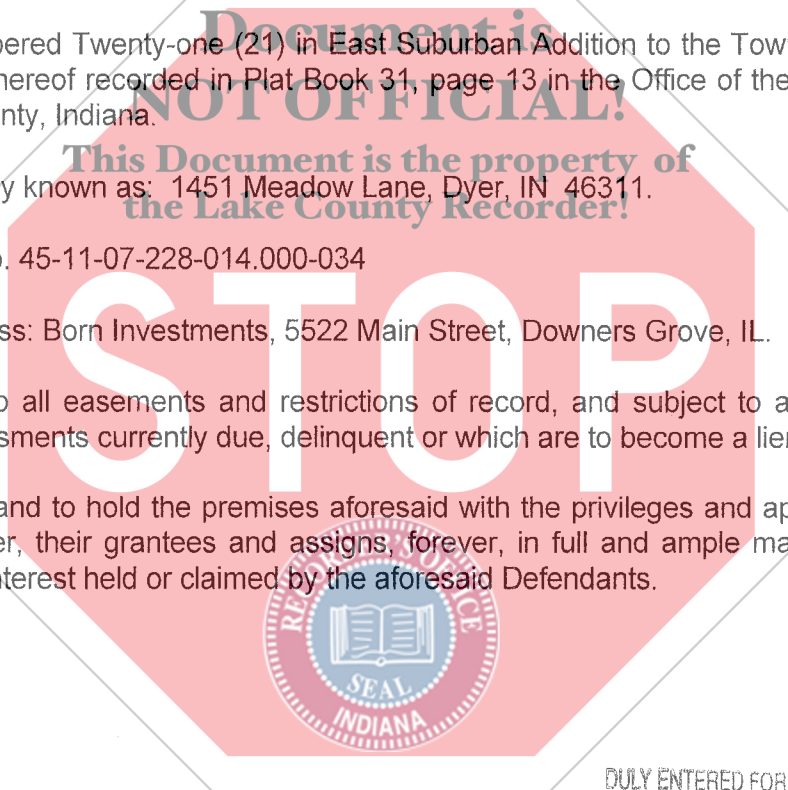 Document is
bered Twenty-one (21) in East Suburban Addition to the Tow
hereof recorded in Plat Book 31, page 13 in the Office of the
NOT OFFICIAL!
nty, Indiana.
This Document is the property of
y known as: 1451 Meadow Lane, Dyer, IN 46311.
the Lake County Recorder!
. 45-11-07-228-014.000-034
STOP
ss: Born Investments, 5522 Main Street, Downers Grove, IL.
o all easements and restrictions of record, and subject to a
sments currently due, delinquent or which are to become a lien
and to hold the premises aforesaid with the privileges and ap
er, their grantees and assigns, forever, in full and ample ma
nterest held or claimed by the aforesaid Defendants.
RECORDER'S OFFICE
SEAL
INDIANA
DULY ENTERED FOR